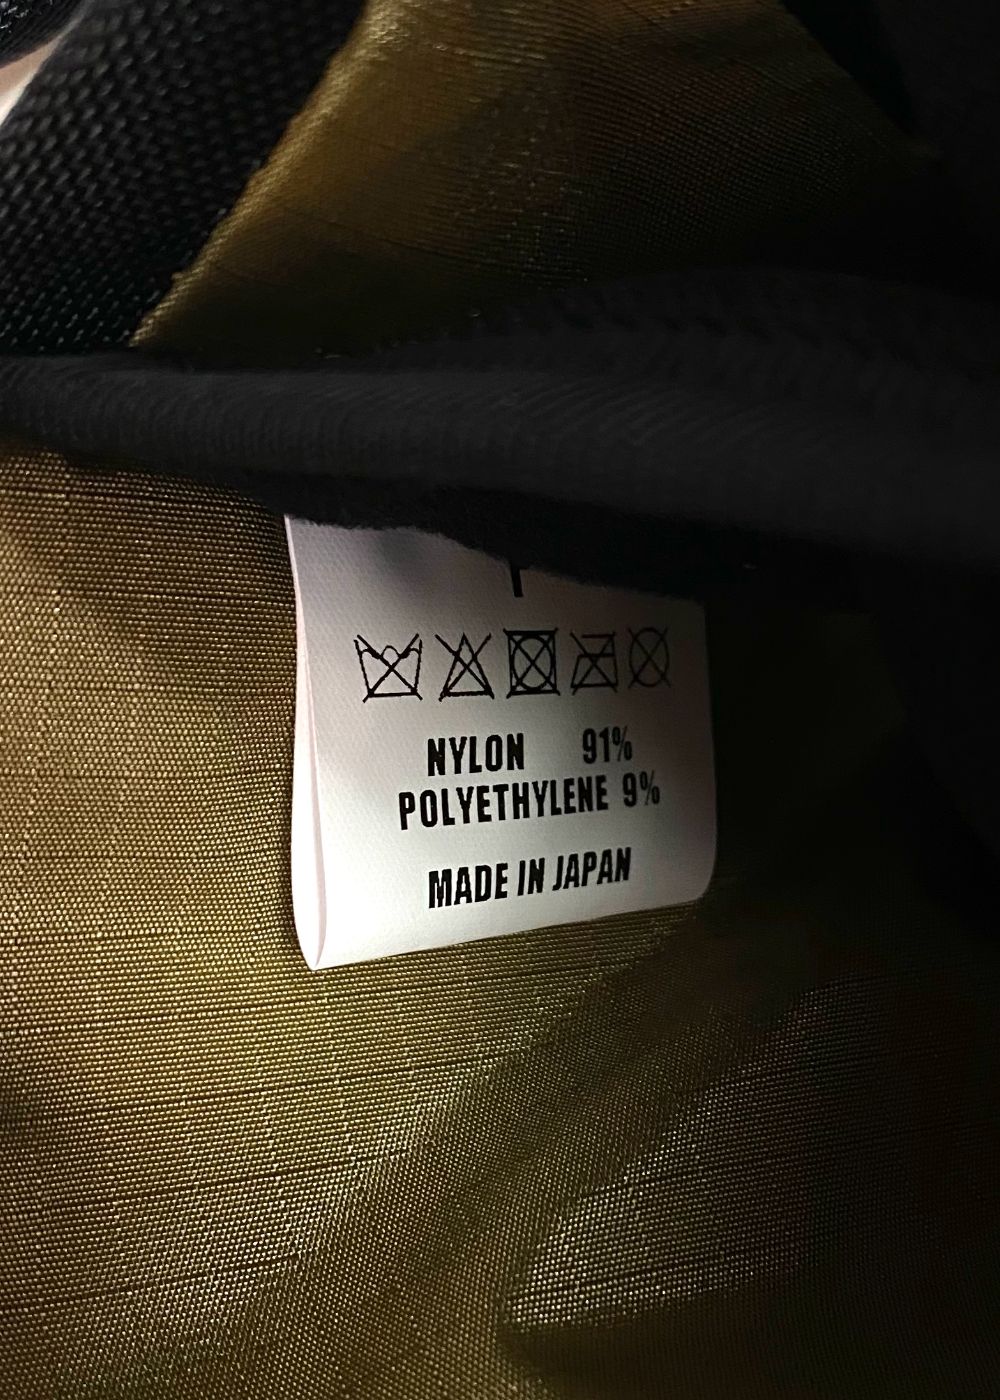 NYLON 91%
POLYETHYLENE 9%
MADE IN JAPAN